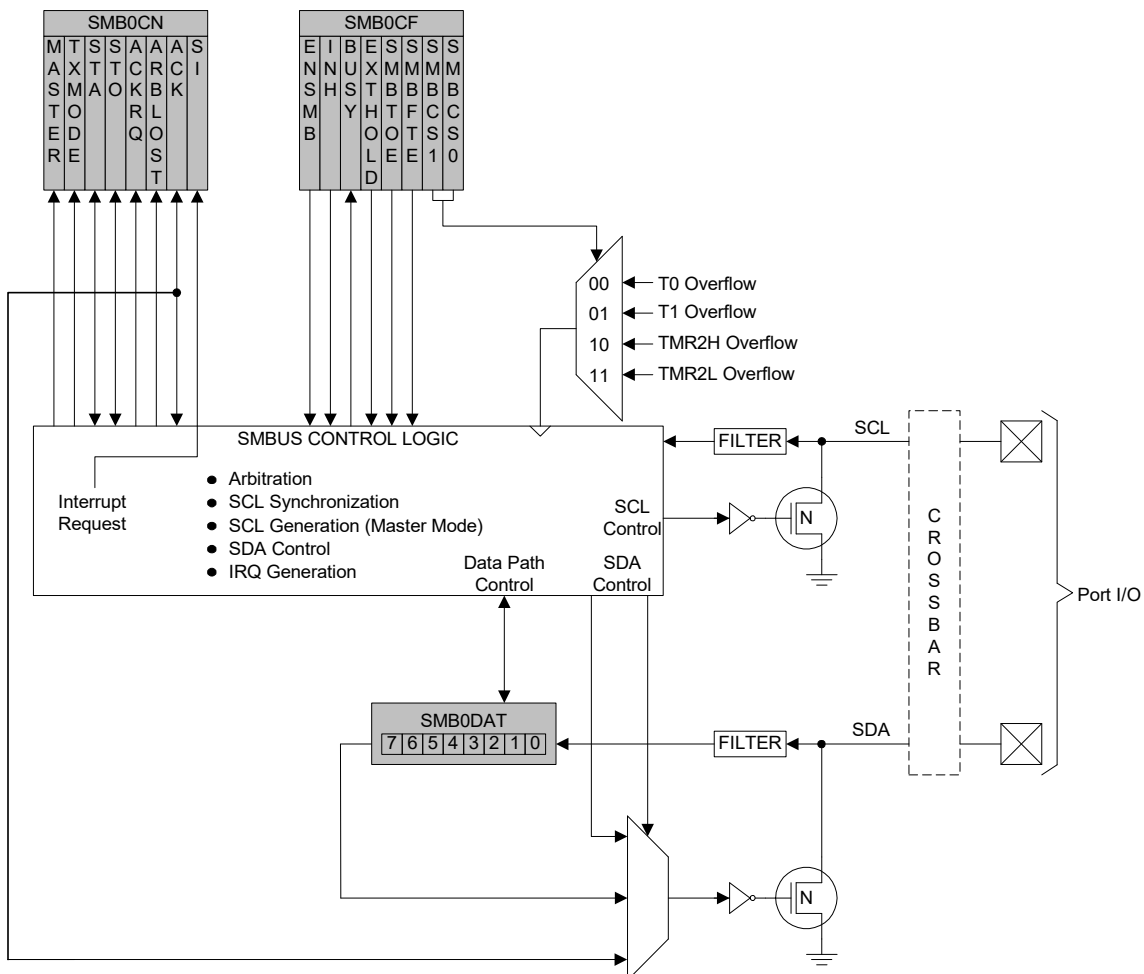 SMB0CN
MASTER
TXMODE
STA
STO
ACKRQ
ARBLOST
ACK
SI
SMB0CF
ENSMB
INH
BUSY
EXTHOLD
SMBTOE
SMBFTE
SMBCS1
SMBCS0
00
T0 Overflow
01
T1 Overflow
10
TMR2H Overflow
11
TMR2L Overflow
SMBUS CONTROL LOGIC
Interrupt
Request
● Arbitration
● SCL Synchronization
● SCL Generation (Master Mode)
● SDA Control
● IRQ Generation
SCL
Control
Data Path
Control
SDA
Control
FILTER
SCL
N
CROSSBAR
Port I/O
SMB0DAT
7 6 5 4 3 2 1 0
FILTER
SDA
N